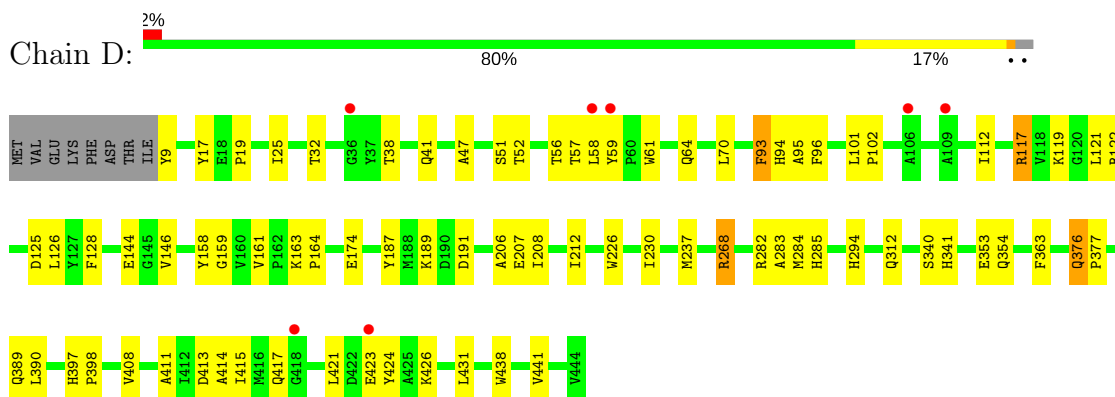 2%
Chain D:
80% 17% • •
MET VAL GLU LYS PHE ASP THR ILE Y9 Y17 E18 P19 I25 T32 G36 Y37 T38 Q41 A47 S51 T52 T56 T57 L58 Y59 P60 W61 Q64 L70 F93 H94 A95 F96 L101 P102 A106 A109 I112 R117 V118 K119 G120 L121
D125 L126 Y127 F128 E144 G145 V146 Y158 G159 V160 V161 P162 K163 P164 E174 Y187 M188 K189 D190 D191 A206 E207 I208 I212 W226 I230 M237 R268 R282 A283 M284 H285 H294 Q312 S340 H341 E353 Q354 F363 Q376 P377
Q389 L390 H397 P398 V408 A411 I412 D413 A414 I415 M416 Q417 G418 L421 D422 E423 Y424 A425 K426 L431 W438 V441 V444